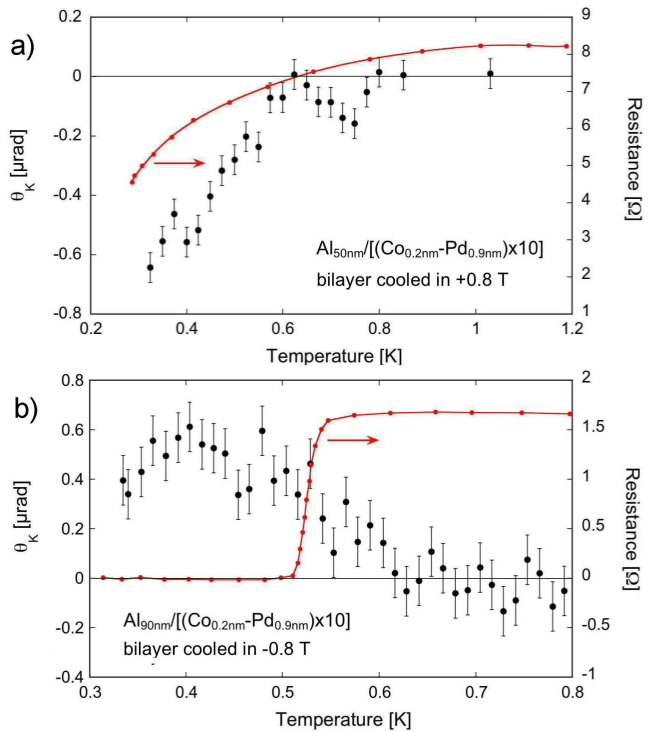 a)
0.2
0
-0.2
-0.4
-0.6
-0.8
θK [µrad]
9
8
7
6
5
4
3
2
1
Resistance [Ω]
Al50nm/[(Co0.2nm-Pd0.9nm)x10]
bilayer cooled in +0.8 T
0.2 0.4 0.6 0.8 1 1.2
Temperature [K]
b)
0.8
0.6
0.4
0.2
0
-0.2
-0.4
θK [µrad]
2
1.5
1
0.5
0
-0.5
-1
Resistance [Ω]
Al90nm/[(Co0.2nm-Pd0.9nm)x10]
bilayer cooled in -0.8 T
0.3 0.4 0.5 0.6 0.7 0.8
Temperature [K]